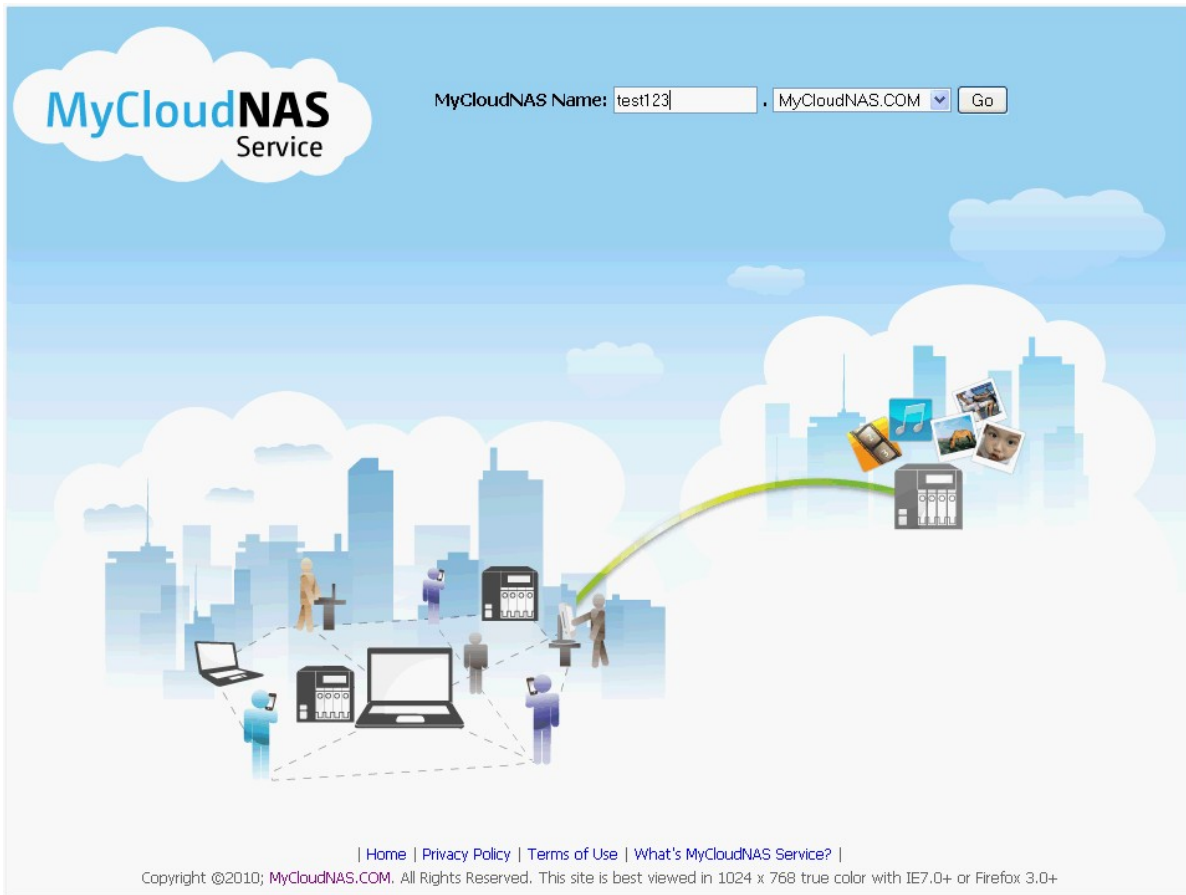 MyCloudNAS
Service
MyCloudNAS Name: test123 . MyCloudNAS.COM Go
| Home | Privacy Policy | Terms of Use | What's MyCloudNAS Service? |
Copyright ©2010; MyCloudNAS.COM. All Rights Reserved. This site is best viewed in 1024 x 768 true color with IE7.0+ or Firefox 3.0+